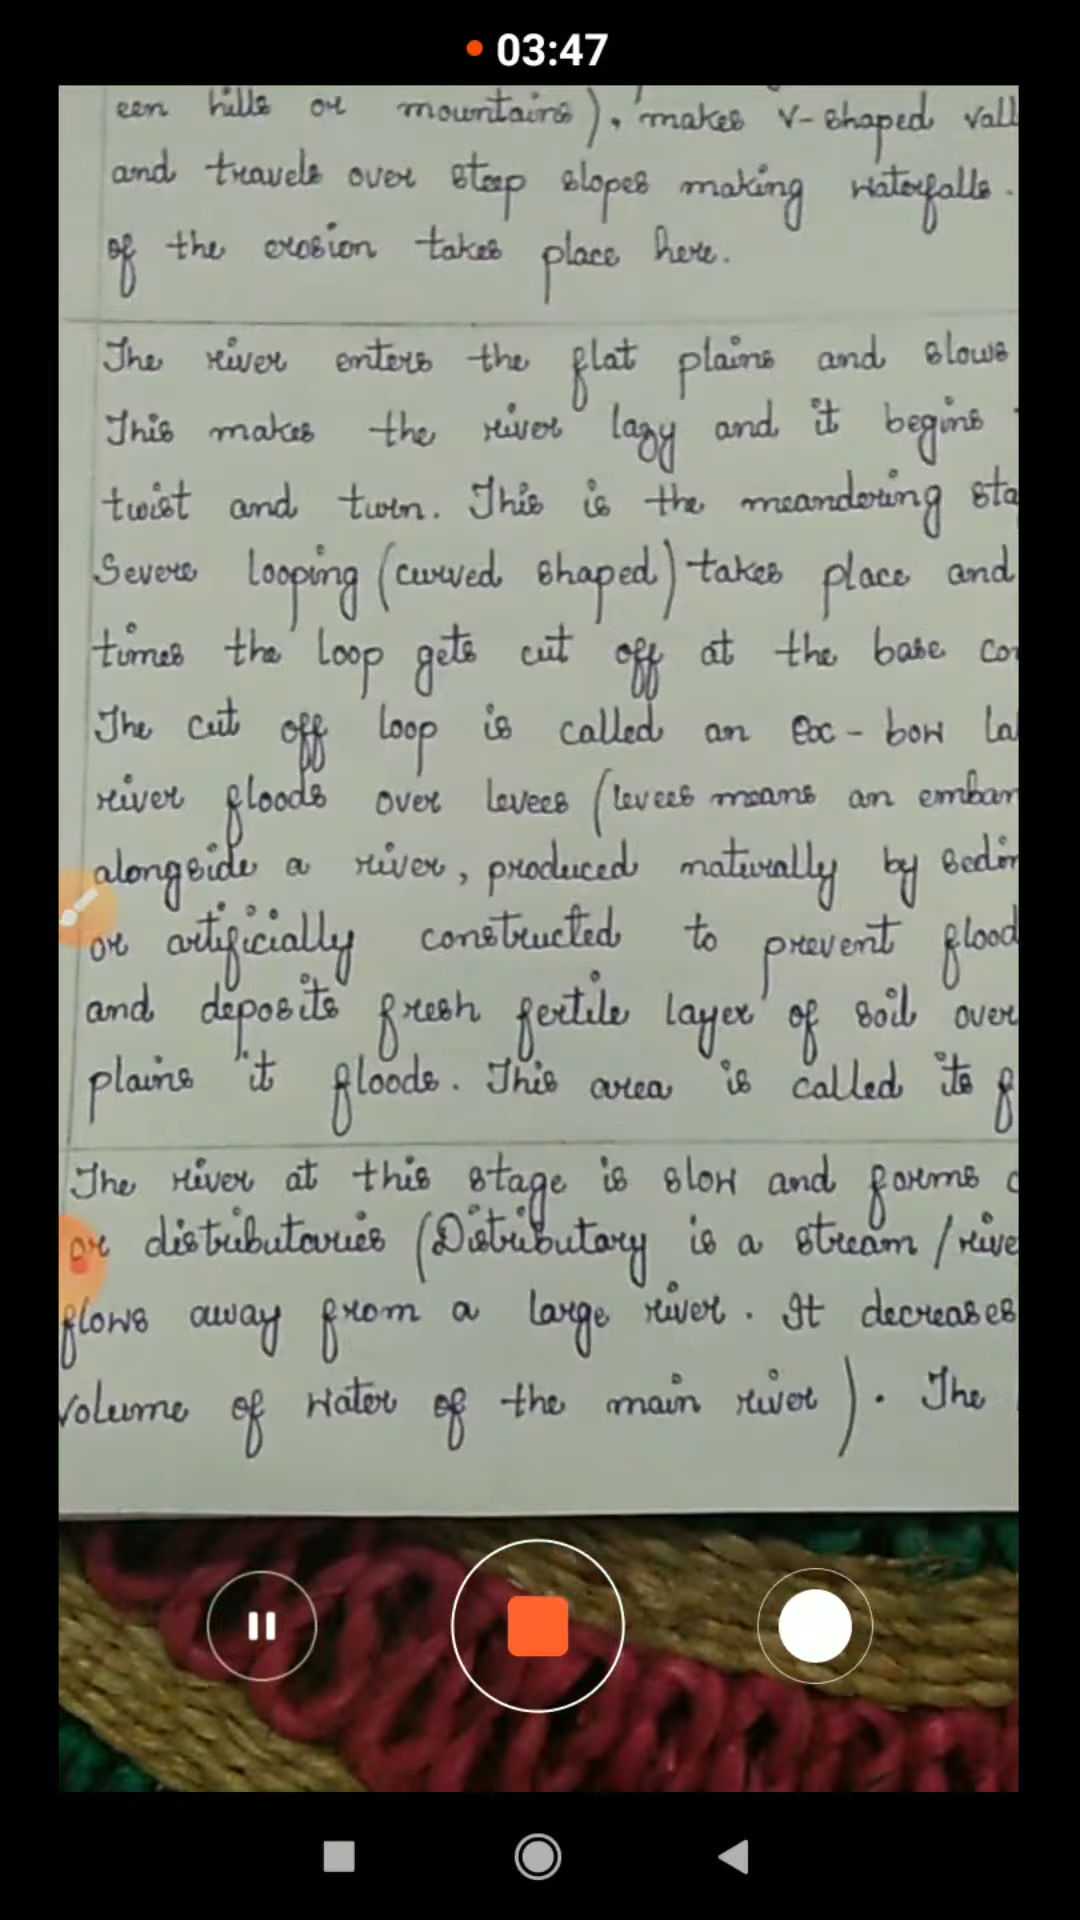 03:47
een hills or mountains), makes v-shaped vall
and travels over steep slopes making waterfalls.
of the erosion takes place here.
The river enters the flat plains and slows
This makes the river lazy and it begins
twist and turn. This is the meandering sta
Severe looping (curved shaped) takes place and
times the loop gets cut off at the base co
The cut off loop is called an ox-bow la
river floods over levees (levees means an emban
alongside a river, produced naturally by sedim
or artificially constructed to prevent flood
and deposits fresh fertile layer of soil over
plains it floods. This area is called its f
The river at this stage is slow and forms
or distributaries (Distributary is a stream/rive
flows away from a large river. It decreases
volume of water of the main river). The